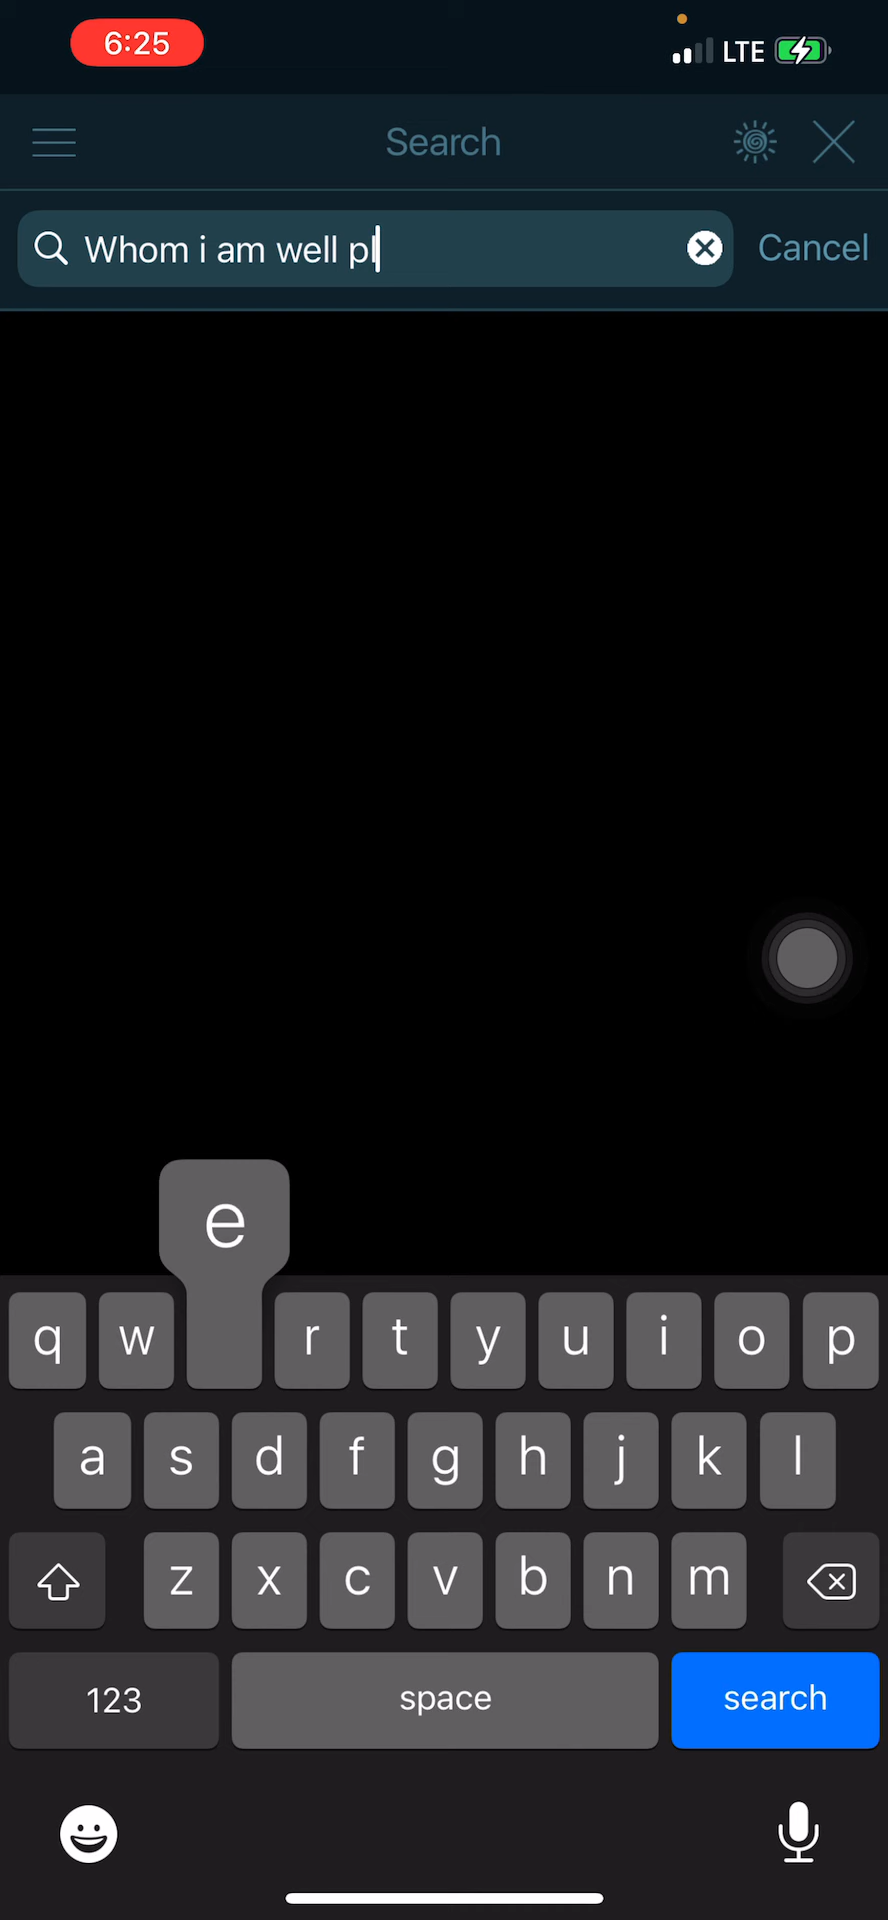 6:25
LTE
Search
Whom i am well pl
Cancel
e
q w r t y u i o p
a s d f g h j k l
z x c v b n m
123 space search